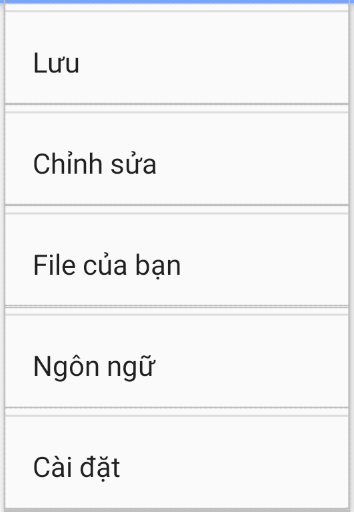 Lưu
Chỉnh sửa
File của bạn
Ngôn ngữ
Cài đặt